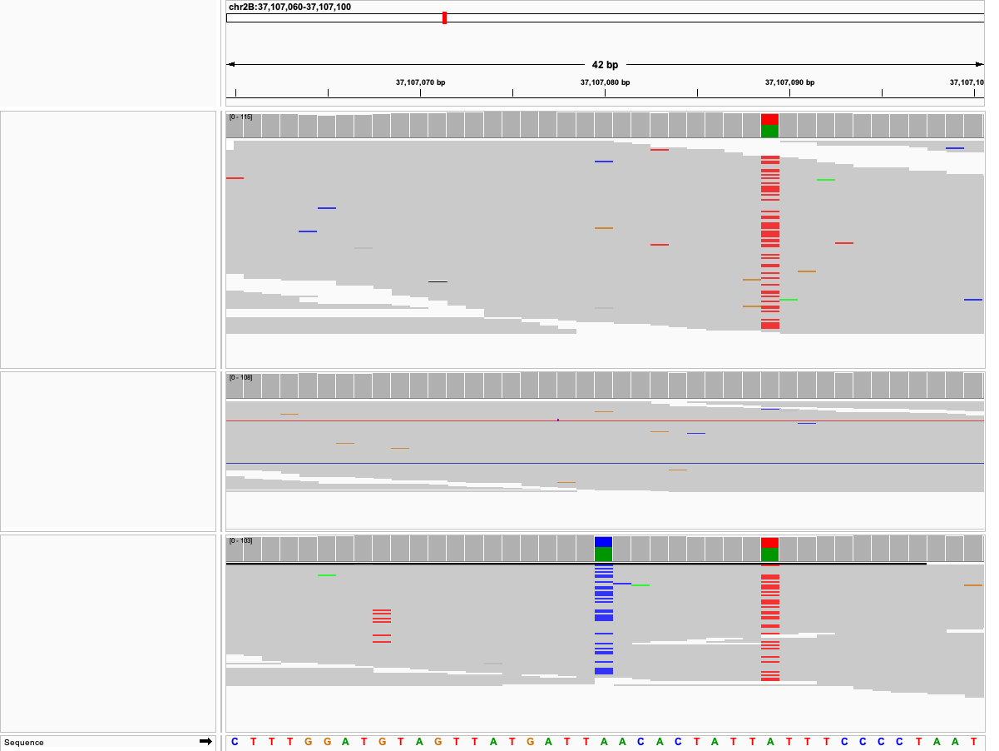 chr2B:37,107,060-37,107,100
42 bp
37,107,070 bp 37,107,080 bp 37,107,090 bp 37,107,10
[0 - 115]
[0 - 108]
[0 - 103]
Sequence C T T T G G A T G T A G T T A T G A T T A A C A C T A T T A T T T C C C C T A A T